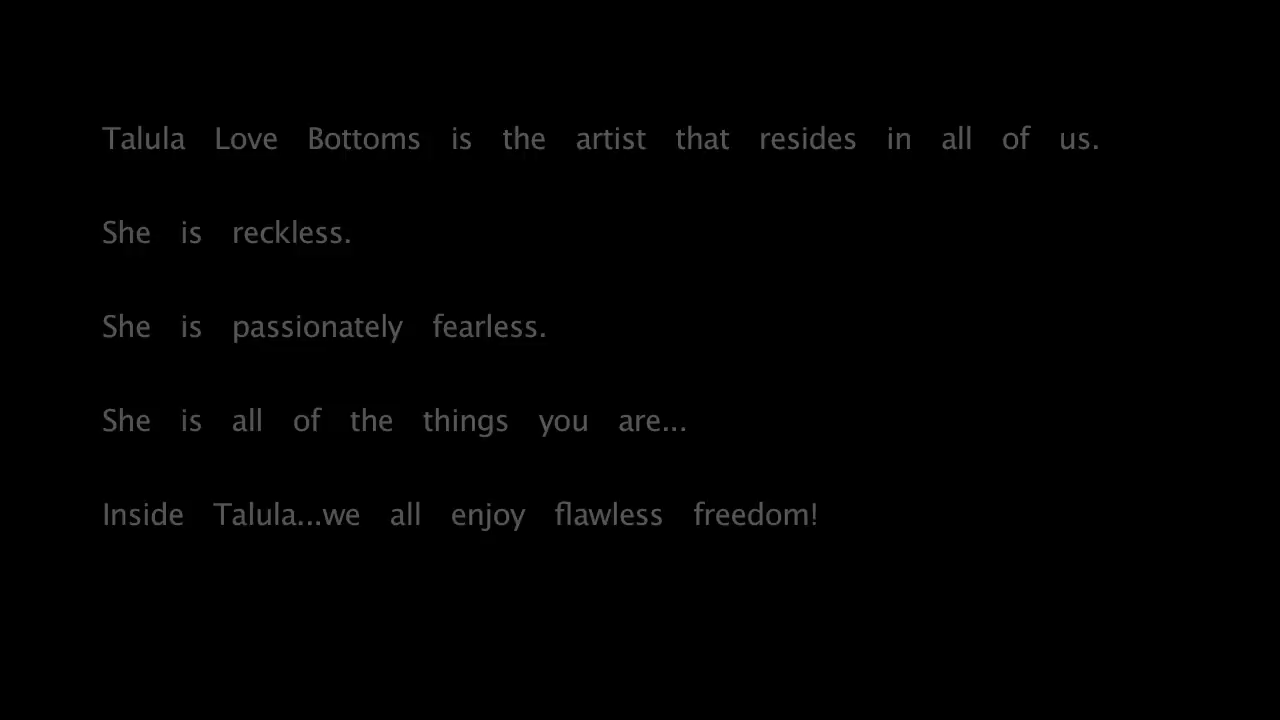 Talula Love Bottoms is the artist that resides in all of us.
She is reckless.
She is passionately fearless.
She is all of the things you are...
Inside Talula...we all enjoy flawless freedom!